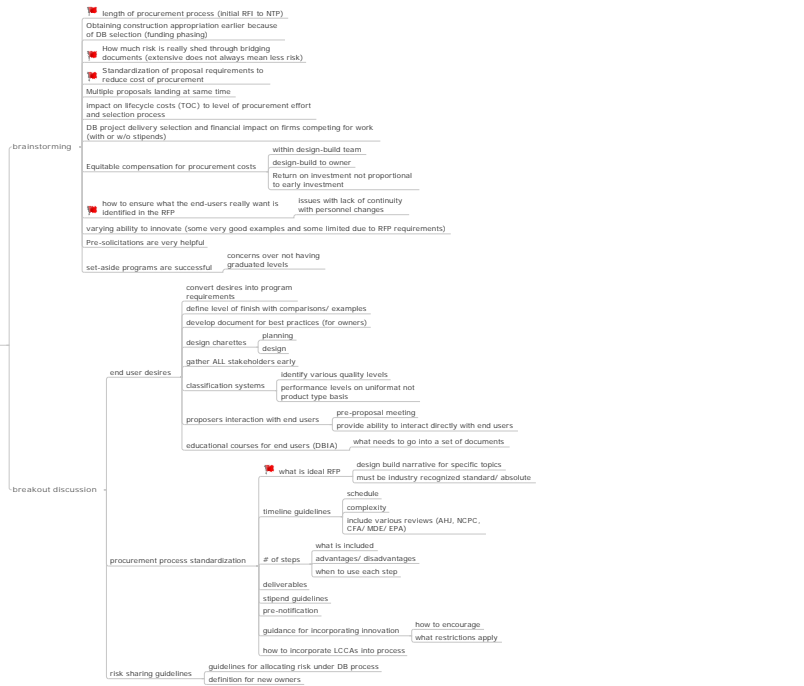 length of procurement process (initial RFI to NTP)
Obtaining construction appropriation earlier because
of DB selection (funding phasing)
How much risk is really shed through bridging
documents (extensive does not always mean less risk)
Standardization of proposal requirements to
reduce cost of procurement
Multiple proposals landing at same time
Impact on lifecycle costs (TOC) to level of procurement effort
and selection process
DB project delivery selection and financial impact on firms competing for work
(with or w/o stipends)
brainstorming
Equitable compensation for procurement costs
within design-build team
design-build to owner
Return on investment not proportional
to early investment
how to ensure what the end-users really want is
identified in the RFP
issues with lack of continuity
with personnel changes
varying ability to innovate (some very good examples and some limited due to RFP requirements)
Pre-solicitations are very helpful
set-aside programs are successful
concerns over not having
graduated levels
breakout discussion
end user desires
convert desires into program
requirements
define level of finish with comparisons/ examples
develop document for best practices (for owners)
design charettes
planning
design
gather ALL stakeholders early
classification systems
identify various quality levels
performance levels on uniformat not
product type basis
proposers interaction with end users
pre-proposal meeting
provide ability to interact directly with end users
educational courses for end users (DBIA)
what needs to go into a set of documents
procurement process standardization
what is ideal RFP
design build narrative for specific topics
must be industry recognized standard/ absolute
timeline guidelines
schedule
complexity
include various reviews (AHJ, NCPC,
CFA/ MDE/ EPA)
# of steps
what is included
advantages/ disadvantages
when to use each step
deliverables
stipend guidelines
pre-notification
guidance for incorporating innovation
how to encourage
what restrictions apply
how to incorporate LCCAs into process
risk sharing guidelines
guidelines for allocating risk under DB process
definition for new owners